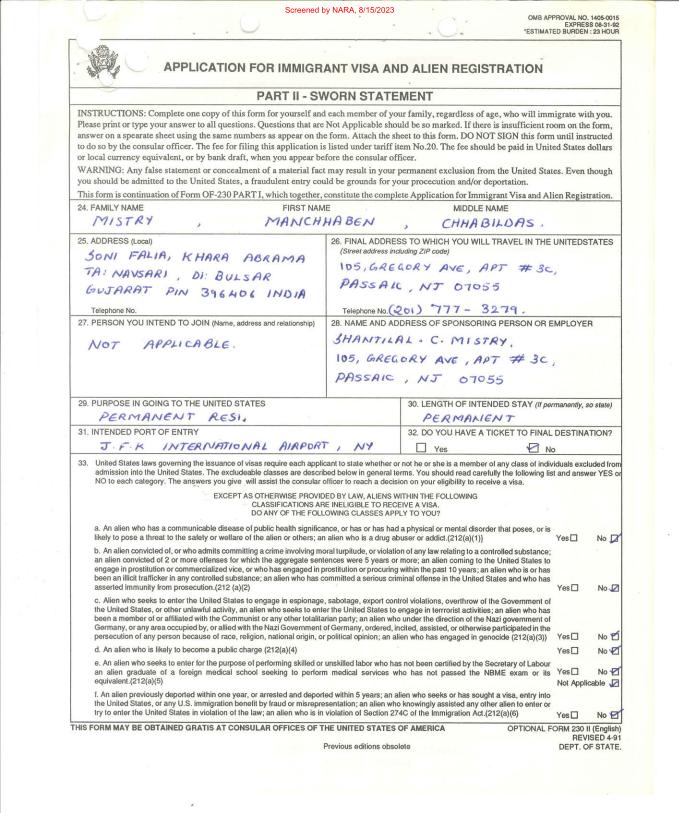 Screened by NARA, 8/15/2023
OMB APPROVAL NO. 1405-0015
EXPRESS 08-31-92
*ESTIMATED BURDEN : 23 HOUR
APPLICATION FOR IMMIGRANT VISA AND ALIEN REGISTRATION
PART II - SWORN STATEMENT
INSTRUCTIONS: Complete one copy of this form for yourself and each member of your family, regardless of age, who will immigrate with you.
Please print or type your answer to all questions. Questions that are Not Applicable should be so marked. If there is insufficient room on the form,
answer on a spearate sheet using the same numbers as appear on the form. Attach the sheet to this form. DO NOT SIGN this form until instructed
to do so by the consular officer. The fee for filing this application is listed under tariff item No.20. The fee should be paid in United States dollars
or local currency equivalent, or by bank draft, when you appear before the consular officer.
WARNING: Any false statement or concealment of a material fact may result in your permanent exclusion from the United States. Even though
you should be admitted to the United States, a fraudulent entry could be grounds for your procecution and/or deportation.
This form is continuation of Form OF-230 PART I, which together, constitute the complete Application for Immigrant Visa and Alien Registration.
24. FAMILY NAME FIRST NAME MIDDLE NAME
MISTRY , MANCHHABEN , CHHABILDAS .
25. ADDRESS (Local)
SONI FALIA, KHARA ABRAMA
TA: NAVSARI , DI: BULSAR
GUJARAT PIN 396406 INDIA
Telephone No.
26. FINAL ADDRESS TO WHICH YOU WILL TRAVEL IN THE UNITEDSTATES
(Street address including ZIP code)
105, GREGORY AVE, APT # 3C,
PASSAIC , NJ 07055
Telephone No. (201) 777- 3279.
27. PERSON YOU INTEND TO JOIN (Name, address and relationship)
NOT APPLICABLE.
28. NAME AND ADDRESS OF SPONSORING PERSON OR EMPLOYER
SHANTILAL . C. MISTRY.
105, GREGORY AVE , APT # 3C,
PASSAIC , NJ 07055
29. PURPOSE IN GOING TO THE UNITED STATES
PERMANENT RESI.
30. LENGTH OF INTENDED STAY (If permanently, so state)
PERMANENT
31. INTENDED PORT OF ENTRY
J.F.K INTERNATIONAL AIRPORT , NY
32. DO YOU HAVE A TICKET TO FINAL DESTINATION?
Yes No
33. United States laws governing the issuance of visas require each applicant to state whether or not he or she is a member of any class of individuals excluded from
admission into the United States. The excludeable classes are described below in general terms. You should read carefully the following list and answer YES or
NO to each category. The answers you give will assist the consular officer to reach a decision on your eligibility to receive a visa.
EXCEPT AS OTHERWISE PROVIDED BY LAW, ALIENS WITHIN THE FOLLOWING
CLASSIFICATIONS ARE INELIGIBLE TO RECEIVE A VISA.
DO ANY OF THE FOLLOWING CLASSES APPLY TO YOU?
a. An alien who has a communicable disease of public health significance, or has or has had a physical or mental disorder that poses, or is
likely to pose a threat to the safety or welfare of the alien or others; an alien who is a drug abuser or addict.(212(a)(1)} Yes No
b. An alien convicted of, or who admits committing a crime involving moral turpitude, or violation of any law relating to a controlled substance;
an alien convicted of 2 or more offenses for which the aggregate sentences were 5 years or more; an alien coming to the United States to
engage in prostitution or commercialized vice, or who has engaged in prostitution or procuring within the past 10 years; an alien who is or has
been an illicit trafficker in any controlled substance; an alien who has committed a serious criminal offense in the United States and who has
asserted immunity from prosecution.(212 (a)(2) Yes No
c. Alien who seeks to enter the United States to engage in espionage, sabotage, export control violations, overthrow of the Government of
the United States, or other unlawful activity, an alien who seeks to enter the United States to engage in terrorist activities; an alien who has
been a member of or affiliated with the Communist or any other totalitarian party; an alien who under the direction of the Nazi government of
Germany, or any area occupied by, or allied with the Nazi Government of Germany, ordered, incited, assisted, or otherwise participated in the
persecution of any person because of race, religion, national origin, or political opinion; an alien who has engaged in genocide (212(a)(3)) Yes No
d. An alien who is likely to become a public charge (212(a)(4) Yes No
e. An alien who seeks to enter for the purpose of performing skilled or unskilled labor who has not been certified by the Secretary of Labour
an alien graduate of a foreign medical school seeking to perform medical services who has not passed the NBME exam or its Yes No
equivalent.(212(a)(5) Not Applicable
f. An alien previously deported within one year, or arrested and deported within 5 years; an alien who seeks or has sought a visa, entry into
the United States, or any U.S. immigration benefit by fraud or misrepresentation; an alien who knowingly assisted any other alien to enter or
try to enter the United States in violation of the law; an alien who is in violation of Section 274C of the Immigration Act.(212(a)(6) Yes No
THIS FORM MAY BE OBTAINED GRATIS AT CONSULAR OFFICES OF THE UNITED STATES OF AMERICA
OPTIONAL FORM 230 II (English)
REVISED 4-91
Previous editions obsolete DEPT. OF STATE.